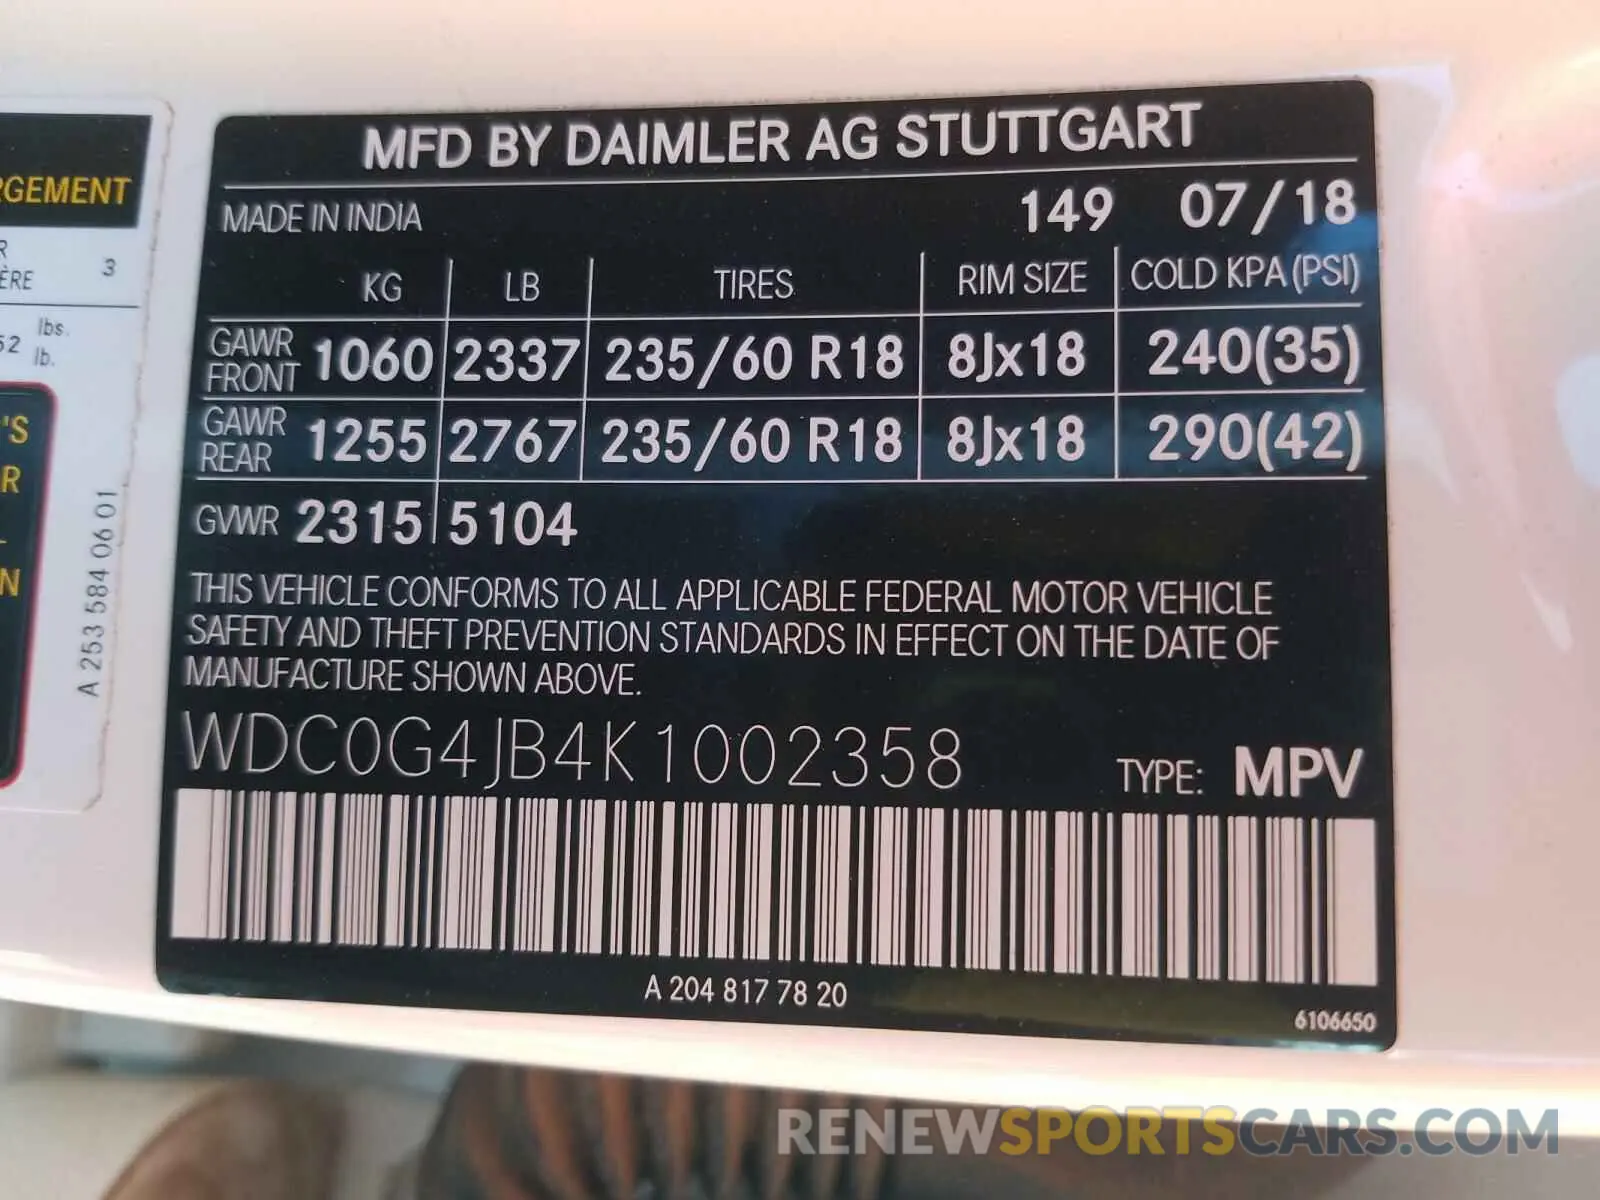 RGEMENT
R
ÈRE 3
52 lbs.
lb.
'S
R
N
A 253 584 06 01
MFD BY DAIMLER AG STUTTGART
MADE IN INDIA 149 07/18
KG LB TIRES RIM SIZE COLD KPA (PSI)
GAWR FRONT 1060 2337 235/60 R18 8Jx18 240(35)
GAWR REAR 1255 2767 235/60 R18 8Jx18 290(42)
GVWR 2315 5104
THIS VEHICLE CONFORMS TO ALL APPLICABLE FEDERAL MOTOR VEHICLE
SAFETY AND THEFT PREVENTION STANDARDS IN EFFECT ON THE DATE OF
MANUFACTURE SHOWN ABOVE.
WDC0G4JB4K1002358 TYPE: MPV
A 204 817 78 20
6106650
RENEWSPORTSCARS.COM